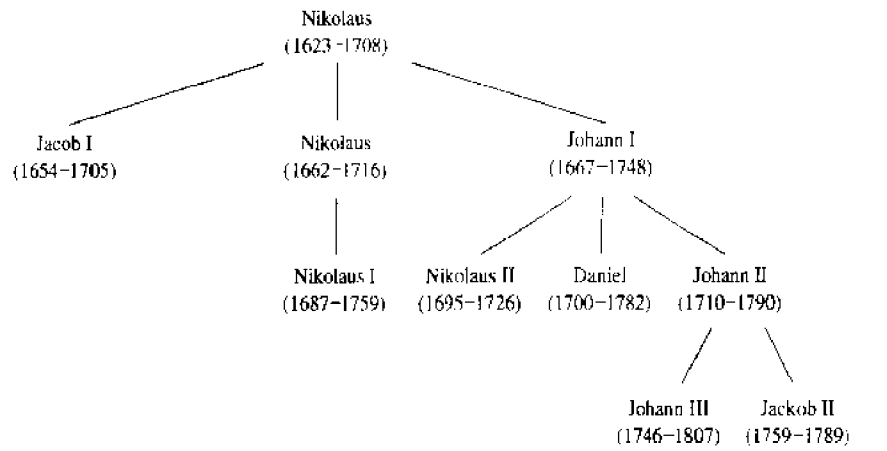 Nikolaus
(1623-1708)
Jacob I
(1654-1705)
Nikolaus
(1662-1716)
Johann I
(1667-1748)
Nikolaus I
(1687-1759)
Nikolaus II
(1695-1726)
Daniel
(1700-1782)
Johann II
(1710-1790)
Johann III
(1746-1807)
Jackob II
(1759-1789)